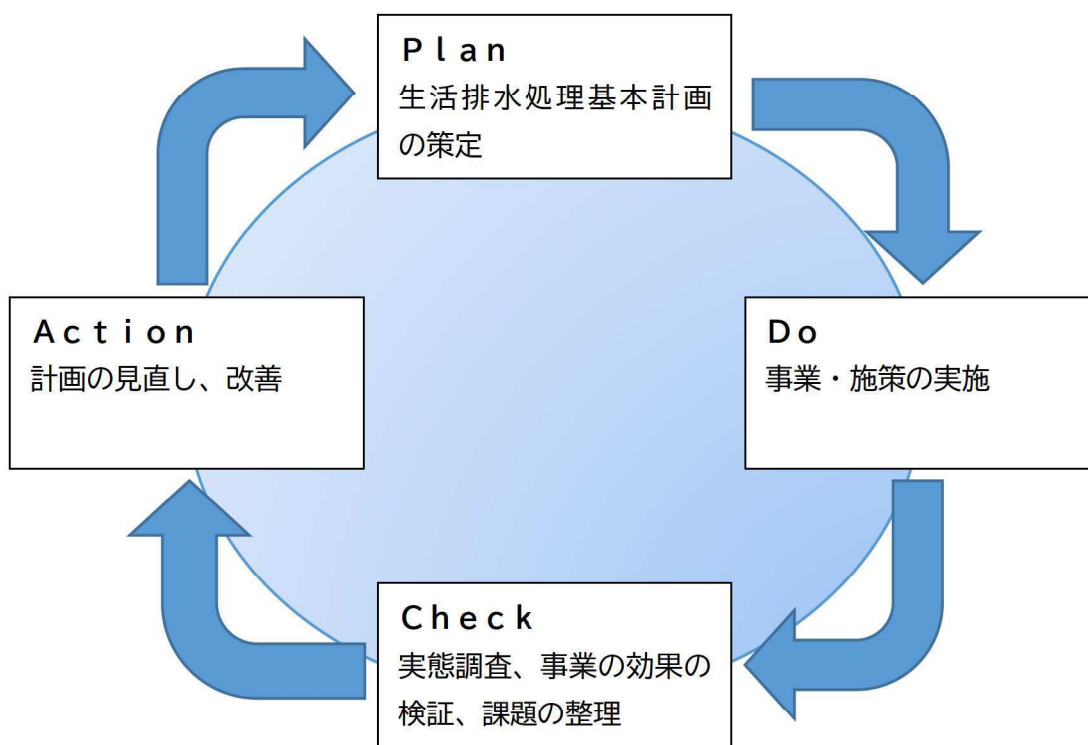 Ｐｌａｎ
生活排水処理基本計画
の策定
Ａｃｔｉｏｎ
計画の見直し、改善
Ｄｏ
事業・施策の実施
Ｃｈｅｃｋ
実態調査、事業の効果の
検証、課題の整理